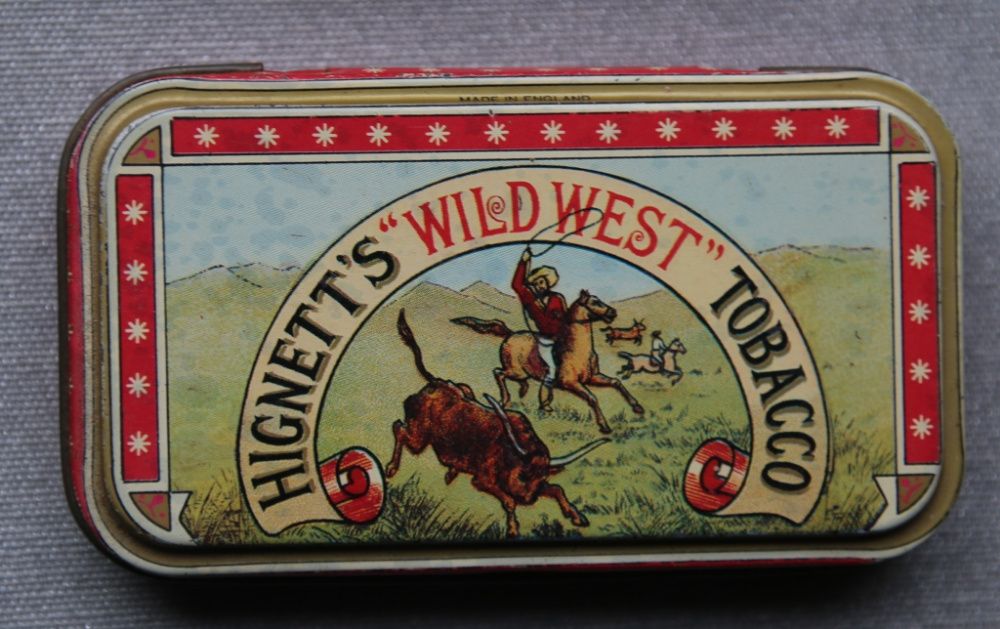 MADE IN ENGLAND
HIGNETT'S "WILD WEST" TOBACCO